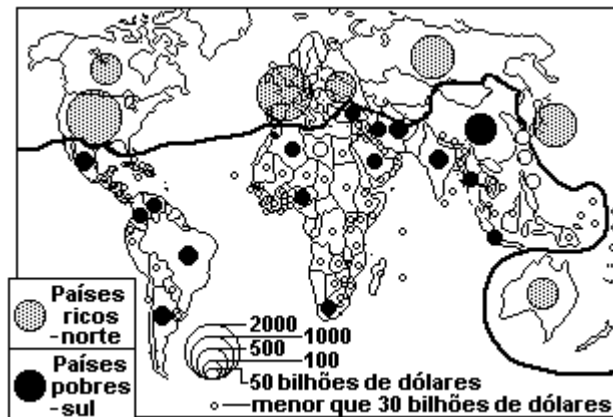 Países
ricos
-norte
Países
pobres
-sul
2000
1000
500
100
50 bilhões de dólares
menor que 30 bilhões de dólares